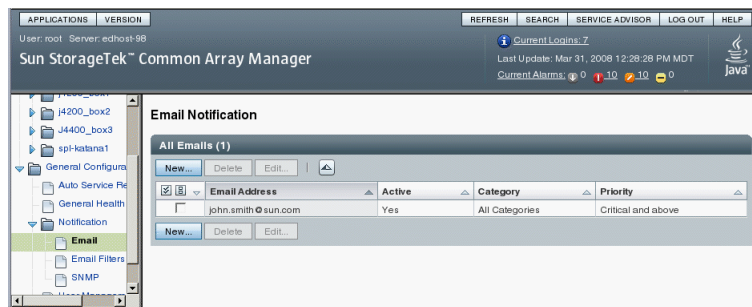 APPLICATIONS VERSION REFRESH SEARCH SERVICE ADVISOR LOG OUT HELP
User: root Server: edhost-98
Sun StorageTek™ Common Array Manager
Current Logins: 7
Last Update: Mar 31, 2008 12:28:28 PM MDT
Current Alarms: 0 10 10 0
Java™
j4200_box2
J4400_box3
spl-katana1
General Configura
Auto Service Re
General Health
Notification
Email
Email Filters
SNMP
Email Notification
All Emails (1)
New... Delete Edit...
Email Address Active Category Priority
john.smith@sun.com Yes All Categories Critical and above
New... Delete Edit...